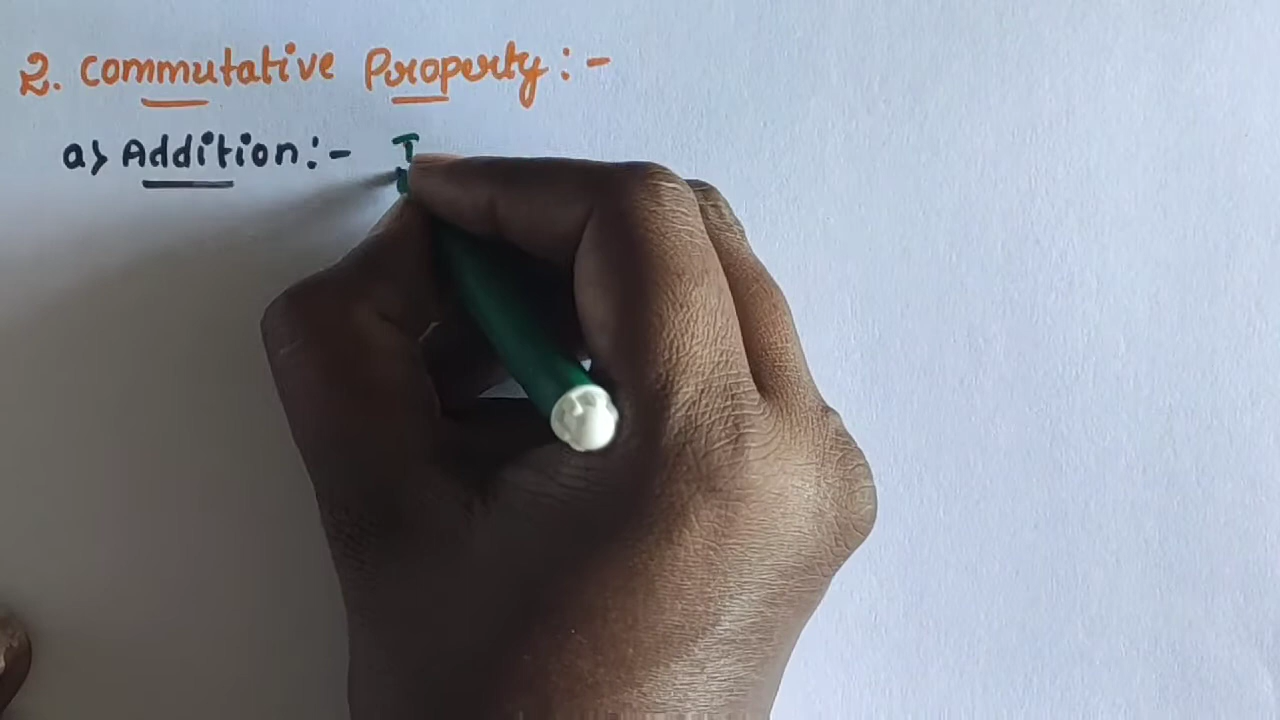 2. Commutative Property :-
a) Addition :-